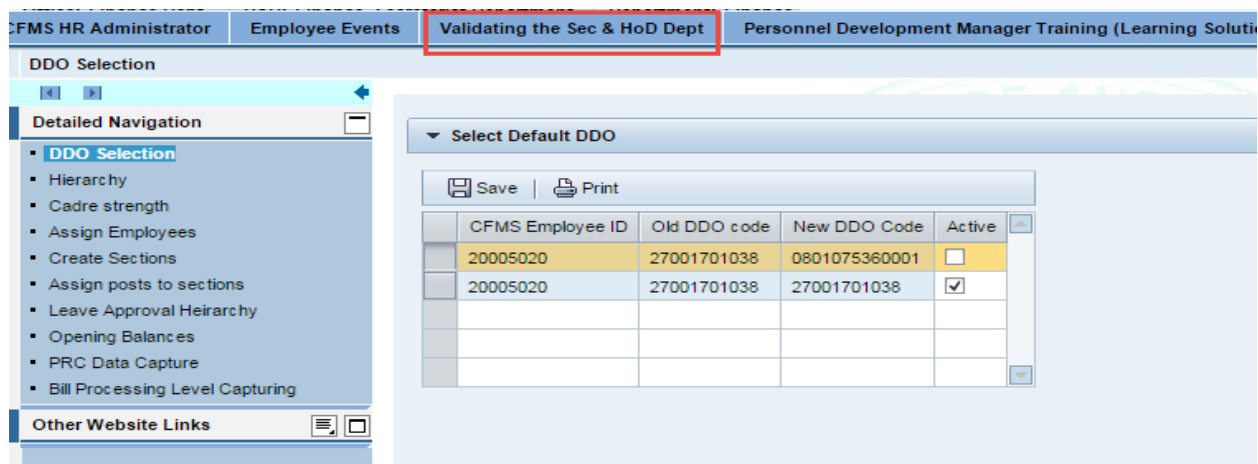 CFMS HR Administrator Employee Events Validating the Sec & HoD Dept Personnel Development Manager Training (Learning Soluti
DDO Selection
Detailed Navigation
DDO Selection
Hierarchy
Cadre strength
Assign Employees
Create Sections
Assign posts to sections
Leave Approval Heirarchy
Opening Balances
PRC Data Capture
Bill Processing Level Capturing
Other Website Links
Select Default DDO
Save | Print
CFMS Employee ID Old DDO code New DDO Code Active
20005020 27001701038 0801075360001
20005020 27001701038 27001701038